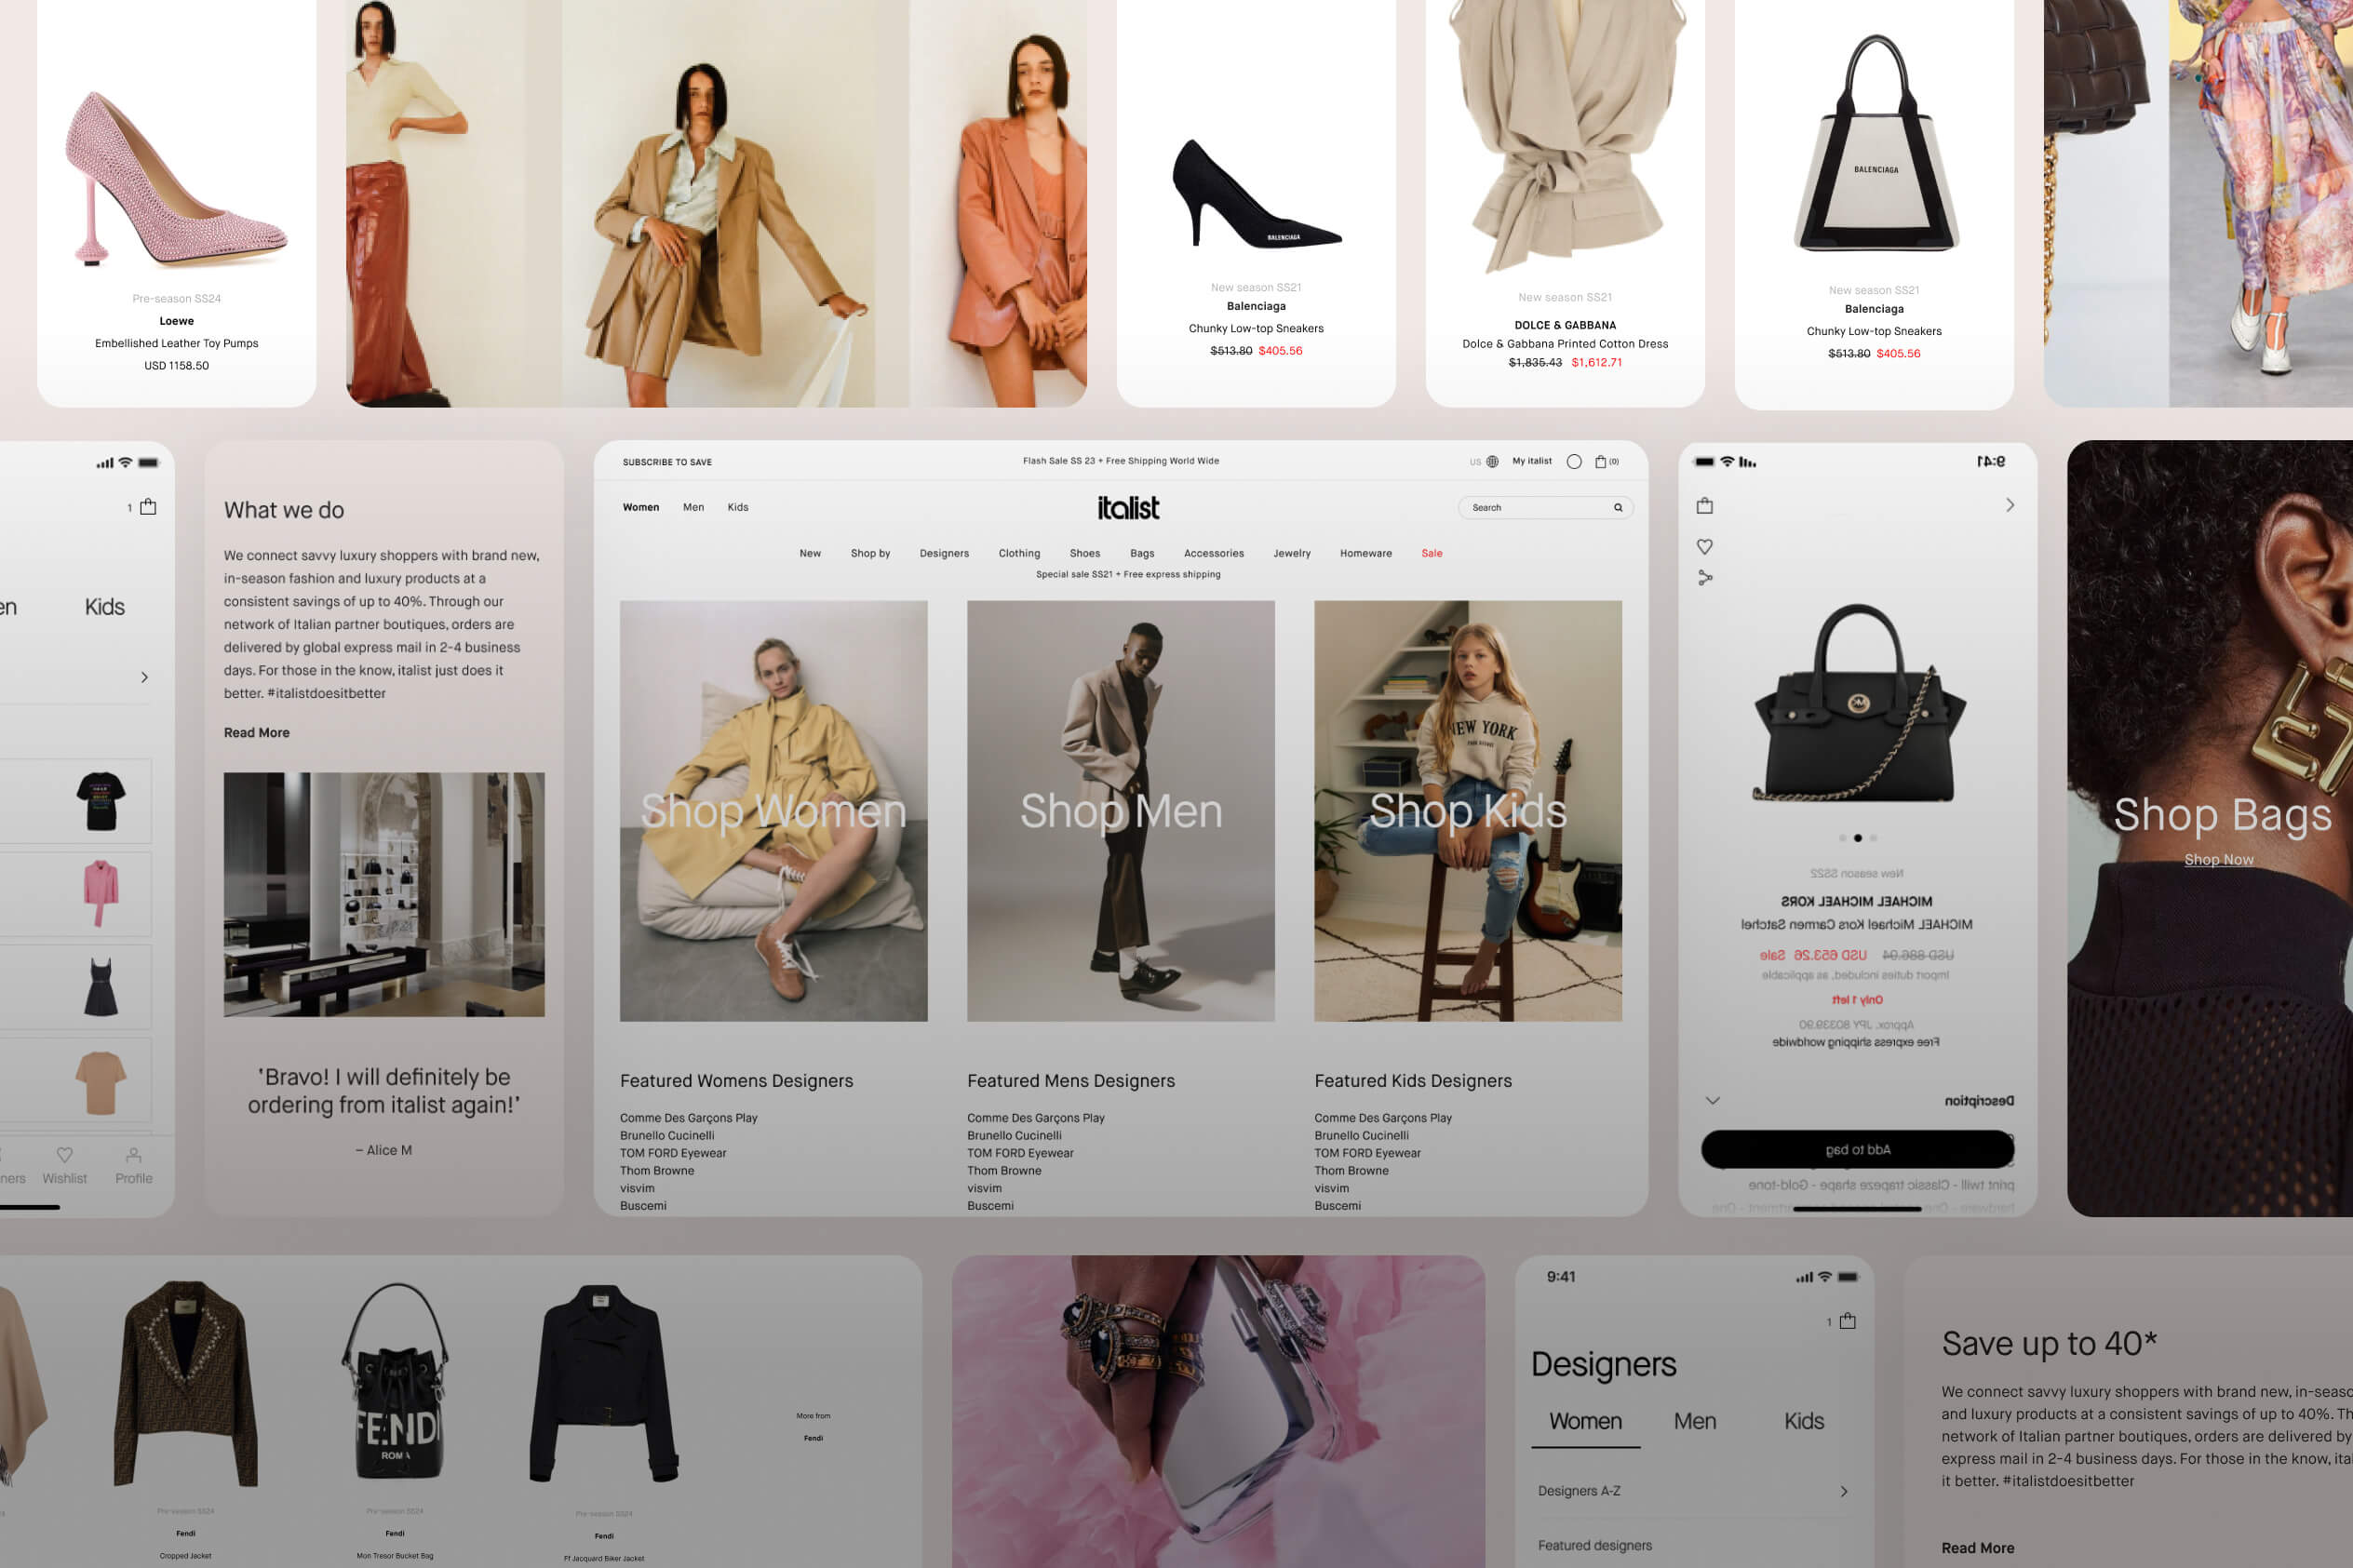 Pre-season SS24
Loewe
Embellished Leather Toy Pumps
USD 1158.50
BALENCIAGA
New season SS21
Balenciaga
Chunky Low-top Sneakers
$513.80 $405.56
New season SS21
DOLCE & GABBANA
Dolce & Gabbana Printed Cotton Dress
$1,835.43 $1,612.71
BALENCIAGA
New season SS21
Balenciaga
Chunky Low-top Sneakers
$513.80 $405.56
1
en Kids
ners Wishlist Profile
What we do
We connect savvy luxury shoppers with brand new,
in-season fashion and luxury products at a
consistent savings of up to 40%. Through our
network of Italian partner boutiques, orders are
delivered by global express mail in 2-4 business
days. For those in the know, italist just does it
better. #italistdoesitbetter
Read More
'Bravo! I will definitely be
ordering from italist again!'
– Alice M
SUBSCRIBE TO SAVE
Flash Sale SS 23 + Free Shipping World Wide
US My italist (0)
Women Men Kids
italist
Search
New Shop by Designers Clothing Shoes Bags Accessories Jewelry Homeware Sale
Special sale SS21 + Free express shipping
Shop Women
Shop Men
NEW YORK
Shop Kids
Featured Womens Designers
Comme Des Garçons Play
Brunello Cucinelli
TOM FORD Eyewear
Thom Browne
visvim
Buscemi
Featured Mens Designers
Comme Des Garçons Play
Brunello Cucinelli
TOM FORD Eyewear
Thom Browne
visvim
Buscemi
Featured Kids Designers
Comme Des Garçons Play
Brunello Cucinelli
TOM FORD Eyewear
Thom Browne
visvim
Buscemi
9:41
New season SS22
MICHAEL MICHAEL KORS
MICHAEL Michael Kors Carmen Satchel
USD 886.94 USD 653.26 Sale
Import duties inlcuded, as applicable
Only 1 left
Approx. JPY 80339.90
Free express shipping worldwide
Description
Add to bag
print twill - Classic trapeze shape - Gold-tone
Shop Bags
Shop Now
Pre-season SS24
Fendi
Cropped Jacket
FENDI
ROMA
Pre-season SS24
Fendi
Mon Tresor Bucket Bag
Pre-season SS24
Fendi
Ff Jacquard Biker Jacket
More from
Fendi
9:41
1
Designers
Women Men Kids
Designers A-Z
Featured designers
Save up to 40*
We connect savvy luxury shoppers with brand new, in-seaso
and luxury products at a consistent savings of up to 40%. Th
network of Italian partner boutiques, orders are delivered by
express mail in 2-4 business days. For those in the know, ital
it better. #italistdoesitbetter
Read More